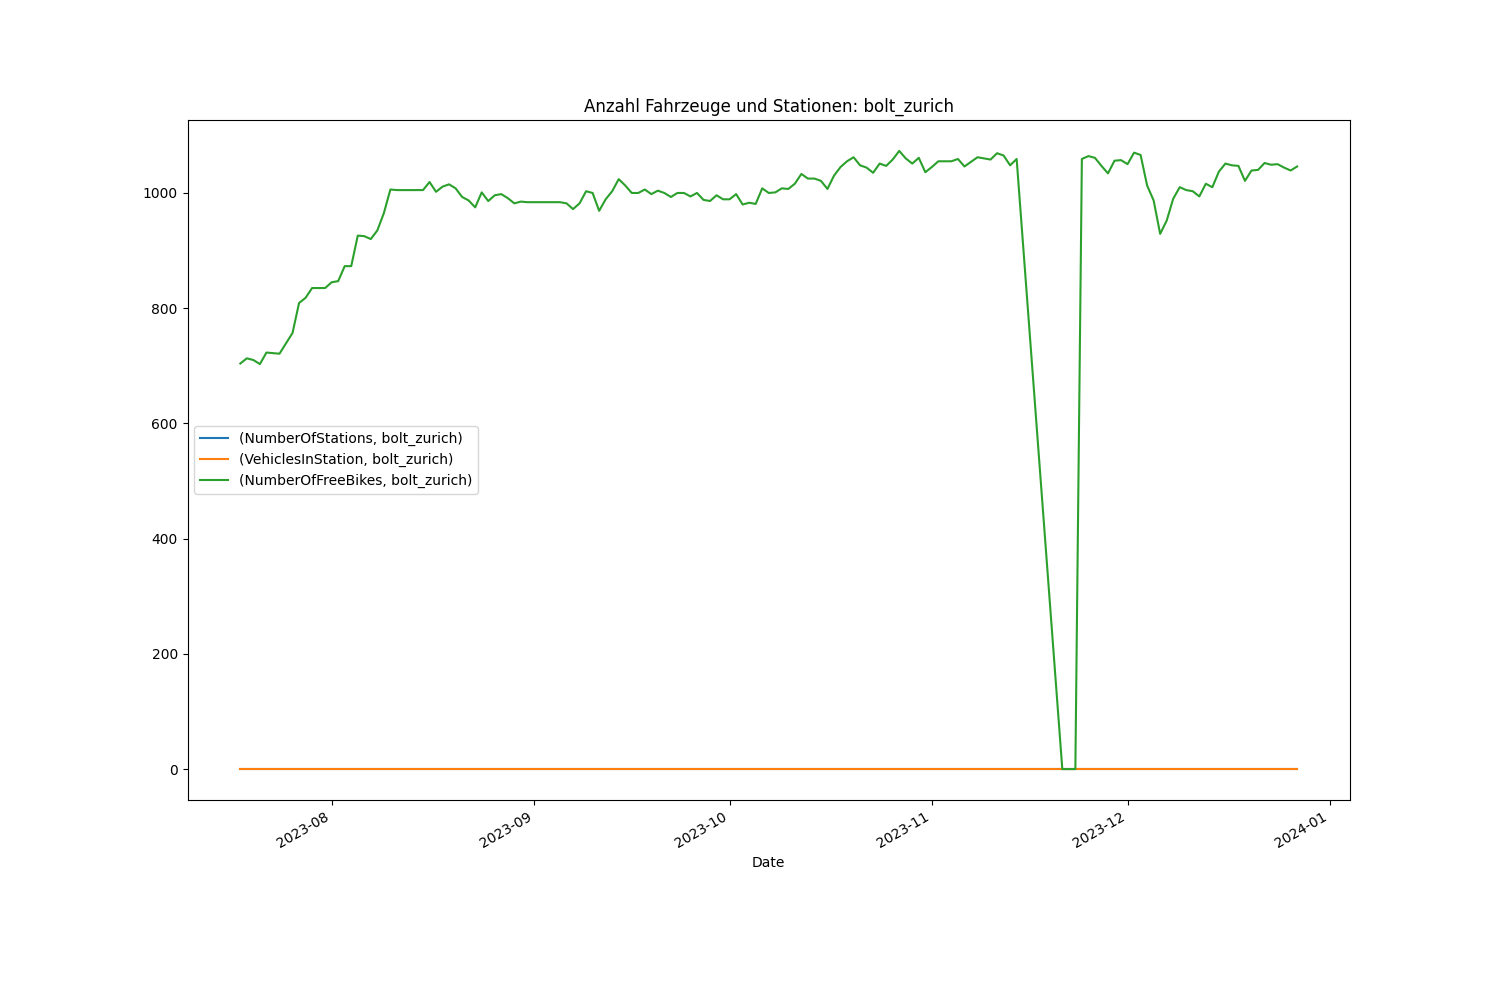 Anzahl Fahrzeuge und Stationen: bolt_zurich
1000
800
600
400
200
0
(NumberOfStations, bolt_zurich)
(VehiclesInStation, bolt_zurich)
(NumberOfFreeBikes, bolt_zurich)
2023-08
2023-09
2023-10
2023-11
2023-12
2024-01
Date